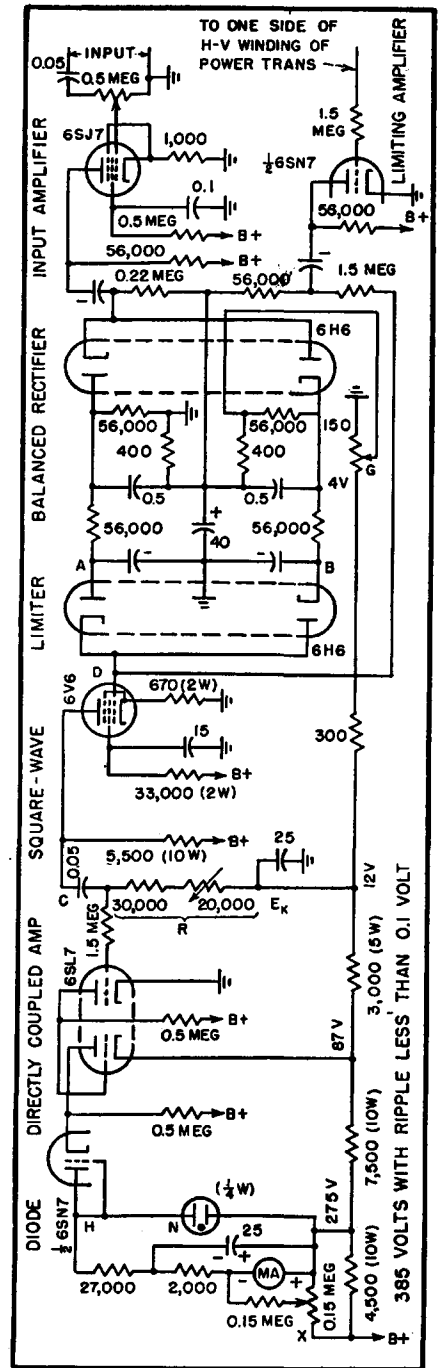 TO ONE SIDE OF
H-V WINDING OF
POWER TRANS
INPUT
0.05
0.5 MEG
LIMITING AMPLIFIER
INPUT AMPLIFIER
6SJ7
1,000
1.5
MEG
½6SN7
0.1
0.5 MEG
B+
56,000
B+
56,000
B+
0.22 MEG
56,000
1.5 MEG
-
-
BALANCED RECTIFIER
6H6
56,000
400
56,000
400
150
G
0.5
0.5
4V
56,000
+
40
56,000
A
-
-
B
LIMITER
6H6
D
SQUARE-WAVE
6V6
670 (2W)
15
33,000 (2W)
B+
300
5,500 (10W)
B+
0.05
25
C
30,000
20,000
EK
12V
R
DIRECTLY COUPLED AMP
1.5 MEG
6SL7
3,000 (5W)
0.5 MEG
B+
87V
0.5 MEG
B+
DIODE
½6SN7
H
N
(¼W)
275V
7,500 (10W)
25
-
+
27,000
2,000
-
MA
+
0.15 MEG
0.15 MEG
X
4,500 (10W)
B+
385 VOLTS WITH RIPPLE LESS THAN 0.1 VOLT